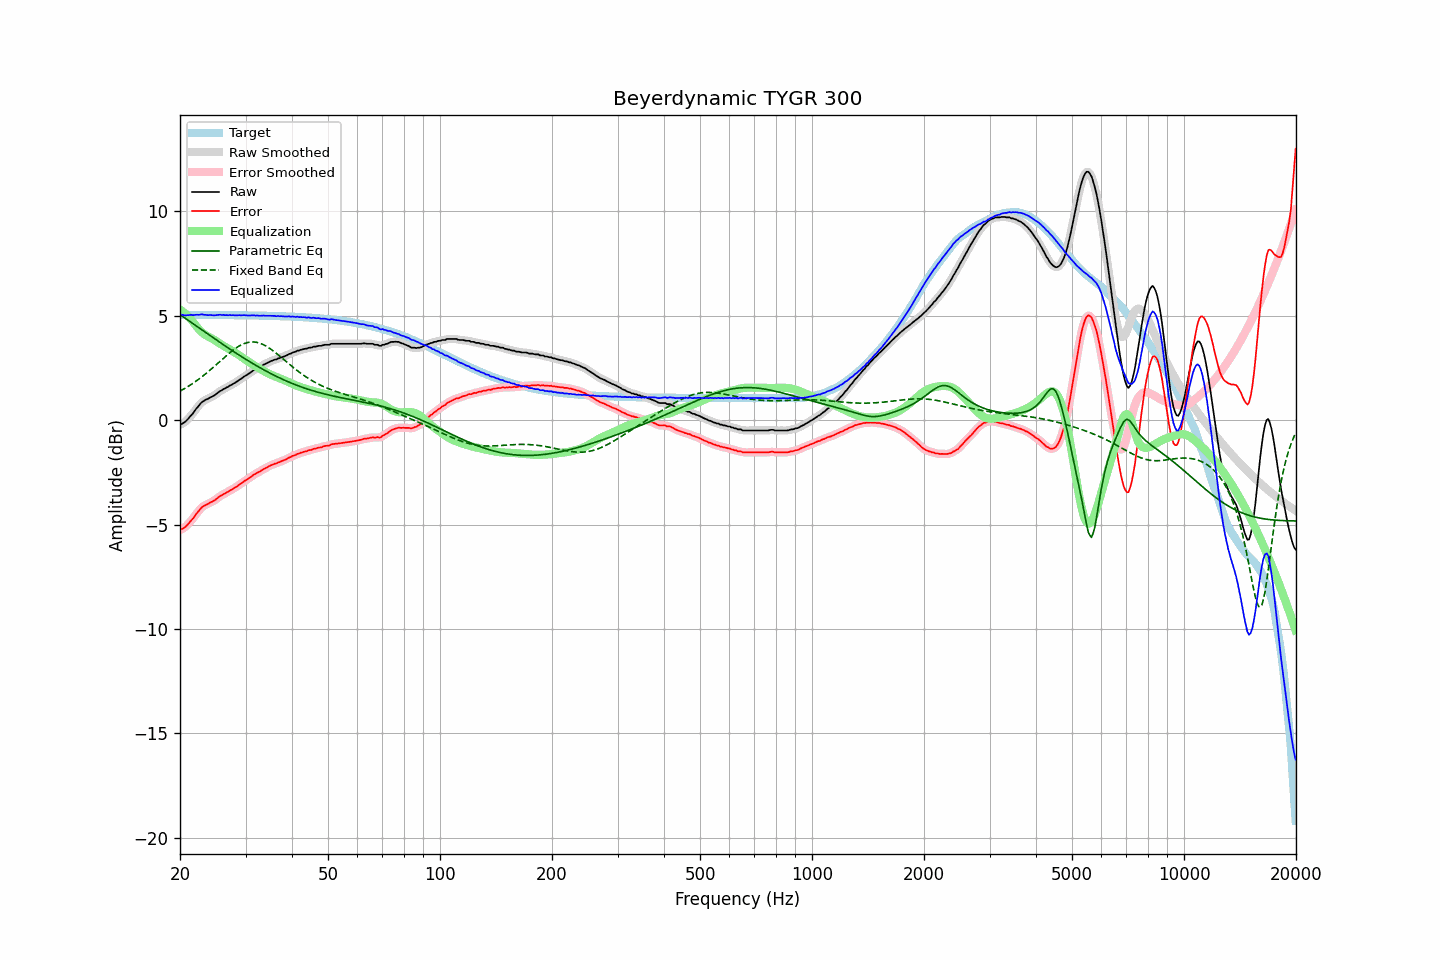 Beyerdynamic TYGR 300
Target
Raw Smoothed
Error Smoothed
Raw
Error
Equalization
Parametric Eq
Fixed Band Eq
Equalized
10
5
0
−5
−10
−15
−20
Amplitude (dBr)
20 50 100 200 500 1000 2000 5000 10000 20000
Frequency (Hz)